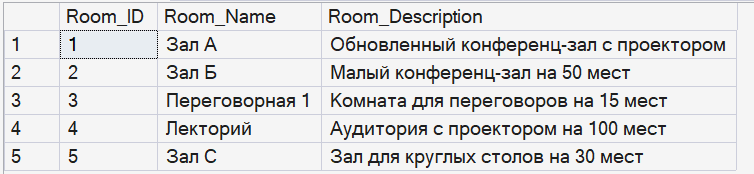 Room_ID Room_Name Room_Description
1 1 Зал А Обновленный конференц-зал с проектором
2 2 Зал Б Малый конференц-зал на 50 мест
3 3 Переговорная 1 Комната для переговоров на 15 мест
4 4 Лекторий Аудитория с проектором на 100 мест
5 5 Зал С Зал для круглых столов на 30 мест